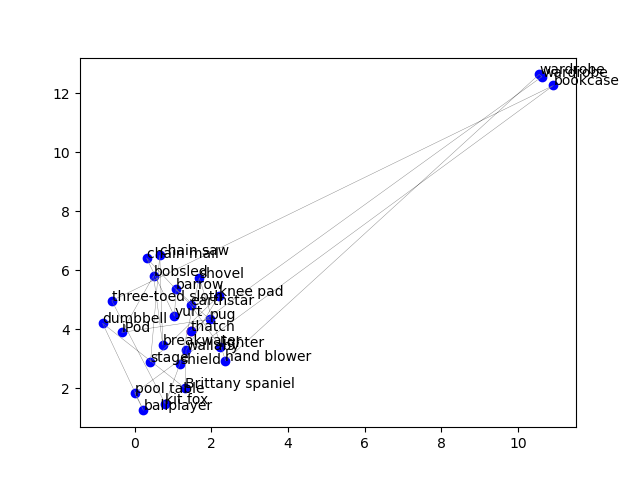 wardrobe
wardrobe
bookcase
12
10
8
6
4
2
chain saw
chain mail
bobsled
shovel
barrow
three-toed sloth
knee pad
earthstar
yurt
pug
dumbbell
iPod
thatch
breakwater
wallaby
lighter
stage
shield
hand blower
Brittany spaniel
pool table
kit fox
ballplayer
0 2 4 6 8 10